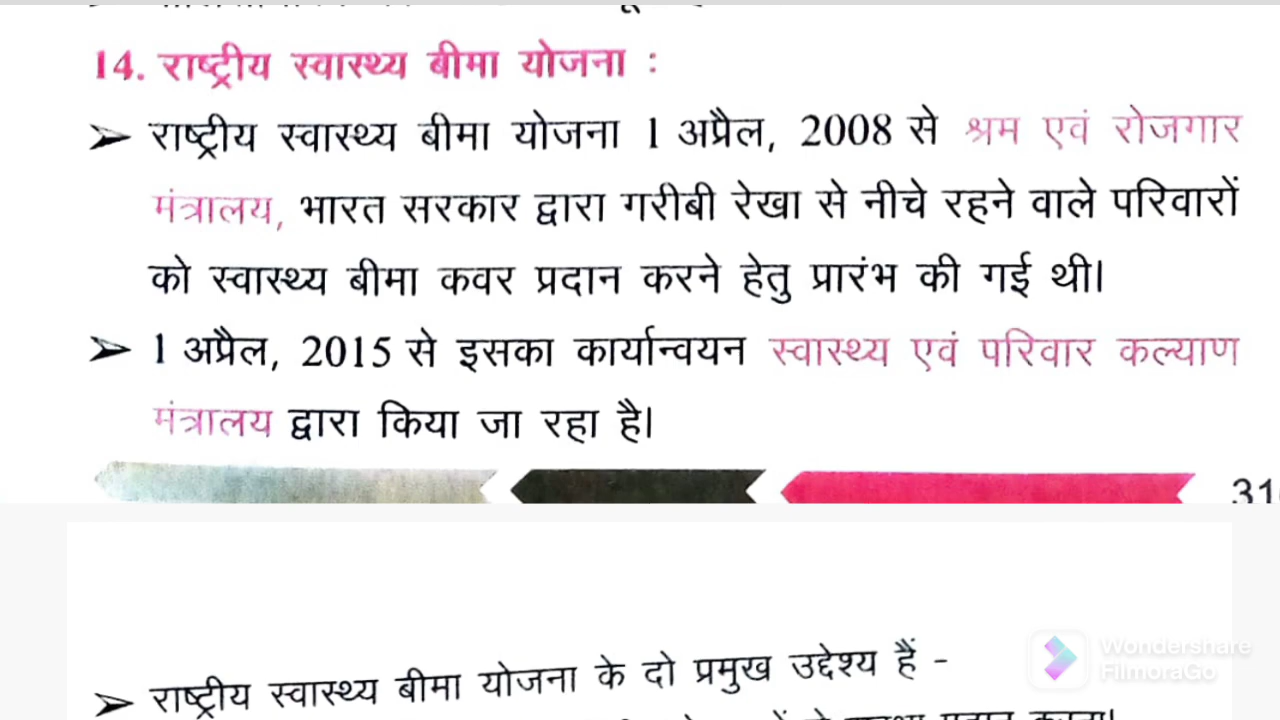 14. राष्ट्रीय स्वास्थ्य बीमा योजना :
➢ राष्ट्रीय स्वास्थ्य बीमा योजना 1 अप्रैल, 2008 से श्रम एवं रोजगार
मंत्रालय, भारत सरकार द्वारा गरीबी रेखा से नीचे रहने वाले परिवारों
को स्वास्थ्य बीमा कवर प्रदान करने हेतु प्रारंभ की गई थी।
➢ 1 अप्रैल, 2015 से इसका कार्यान्वयन स्वास्थ्य एवं परिवार कल्याण
मंत्रालय द्वारा किया जा रहा है।
Wondershare
FilmoraGo
➢ राष्ट्रीय स्वास्थ्य बीमा योजना के दो प्रमुख उद्देश्य हैं -